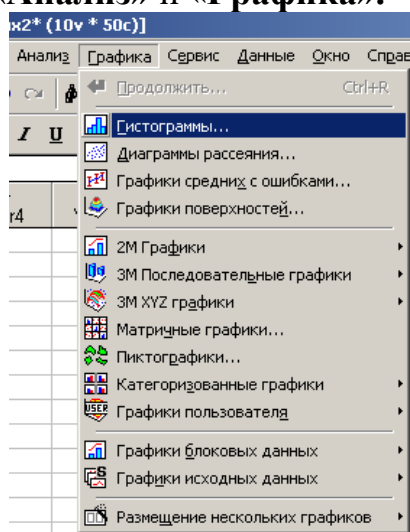 «Анализ» и «Графика».
x2* (10v * 50c)]
Анализ Графика Сервис Данные Окно Справ
Продолжить... Ctrl+R
Гистограммы...
I U
Диаграммы рассеяния...
Графики средних с ошибками...
r4
Графики поверхностей...
2М Графики
3М Последовательные графики
3М XYZ графики
Матричные графики...
Пиктографики...
Категоризованные графики
USER Графики пользователя
Графики блоковых данных
Графики исходных данных
Размещение нескольких графиков